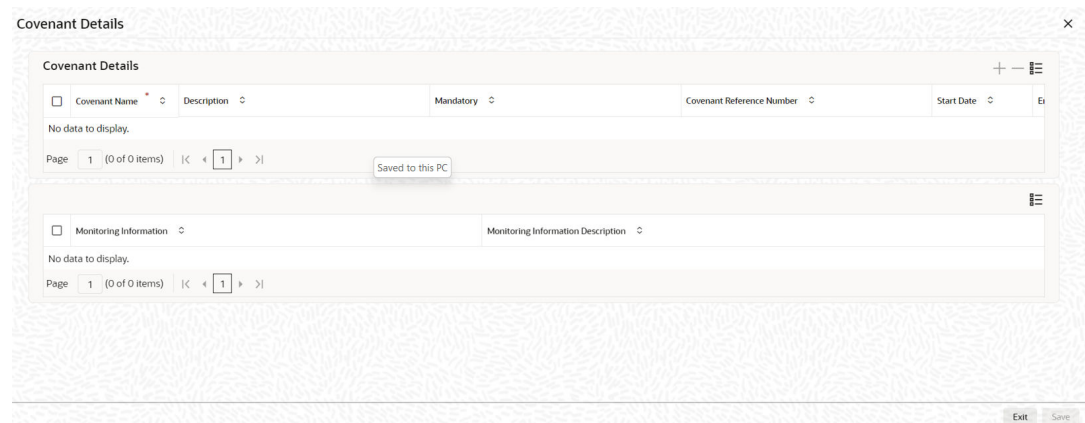 Covenant Details
Covenant Details
Covenant Name * Description Mandatory Covenant Reference Number Start Date
No data to display.
Page 1 (0 of 0 items) 1
Saved to this PC
Monitoring Information Monitoring Information Description
No data to display.
Page 1 (0 of 0 items) 1
Exit Save